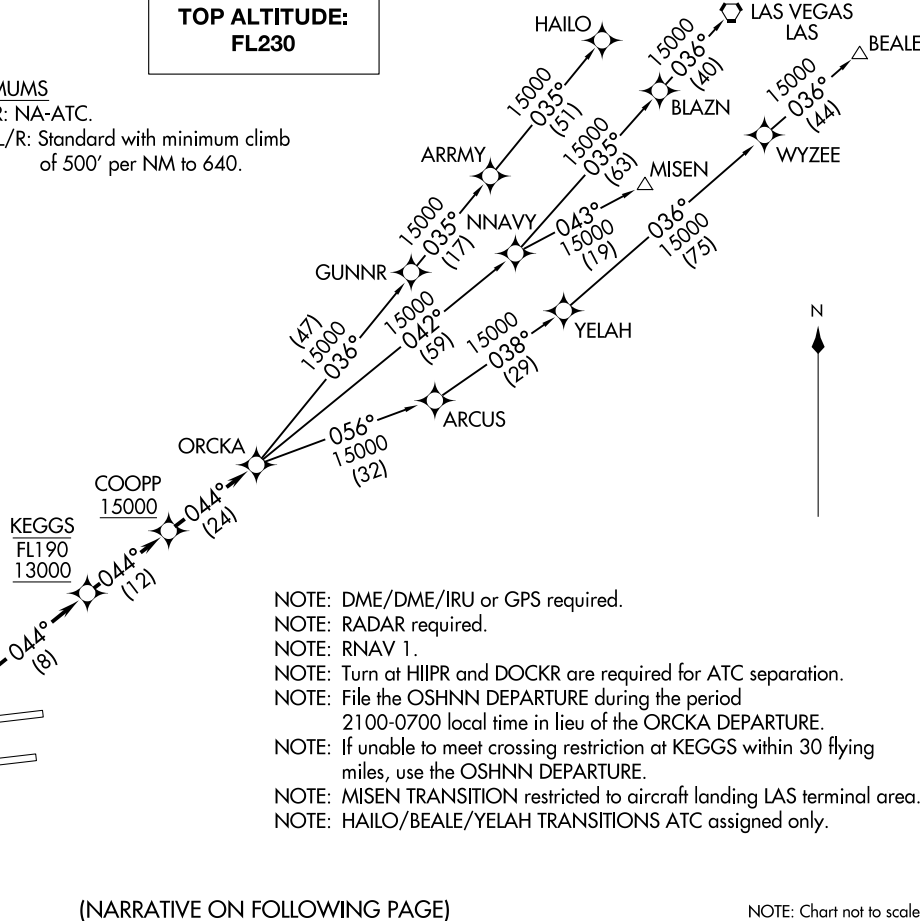 TOP ALTITUDE:
FL230
MUMS
R: NA-ATC.
L/R: Standard with minimum climb
of 500' per NM to 640.
HAILO
LAS VEGAS
LAS
BEALE
15000
035°
(51)
15000
036°
(40)
BLAZN
15000
036°
(44)
WYZEE
ARRMY
15000
035°
(63)
MISEN
15000
035°
(17)
NNAVY
043°
15000
(19)
036°
15000
(75)
GUNNR
(47)
15000
036°
15000
042°
(59)
15000
038°
(29)
YELAH
N
ARCUS
ORCKA
056°
15000
(32)
COOPP
15000
044°
(24)
KEGGS
FL190
13000
044°
(12)
044°
(8)
NOTE: DME/DME/IRU or GPS required.
NOTE: RADAR required.
NOTE: RNAV 1.
NOTE: Turn at HIIPR and DOCKR are required for ATC separation.
NOTE: File the OSHNN DEPARTURE during the period
2100-0700 local time in lieu of the ORCKA DEPARTURE.
NOTE: If unable to meet crossing restriction at KEGGS within 30 flying
miles, use the OSHNN DEPARTURE.
NOTE: MISEN TRANSITION restricted to aircraft landing LAS terminal area.
NOTE: HAILO/BEALE/YELAH TRANSITIONS ATC assigned only.
(NARRATIVE ON FOLLOWING PAGE)
NOTE: Chart not to scale